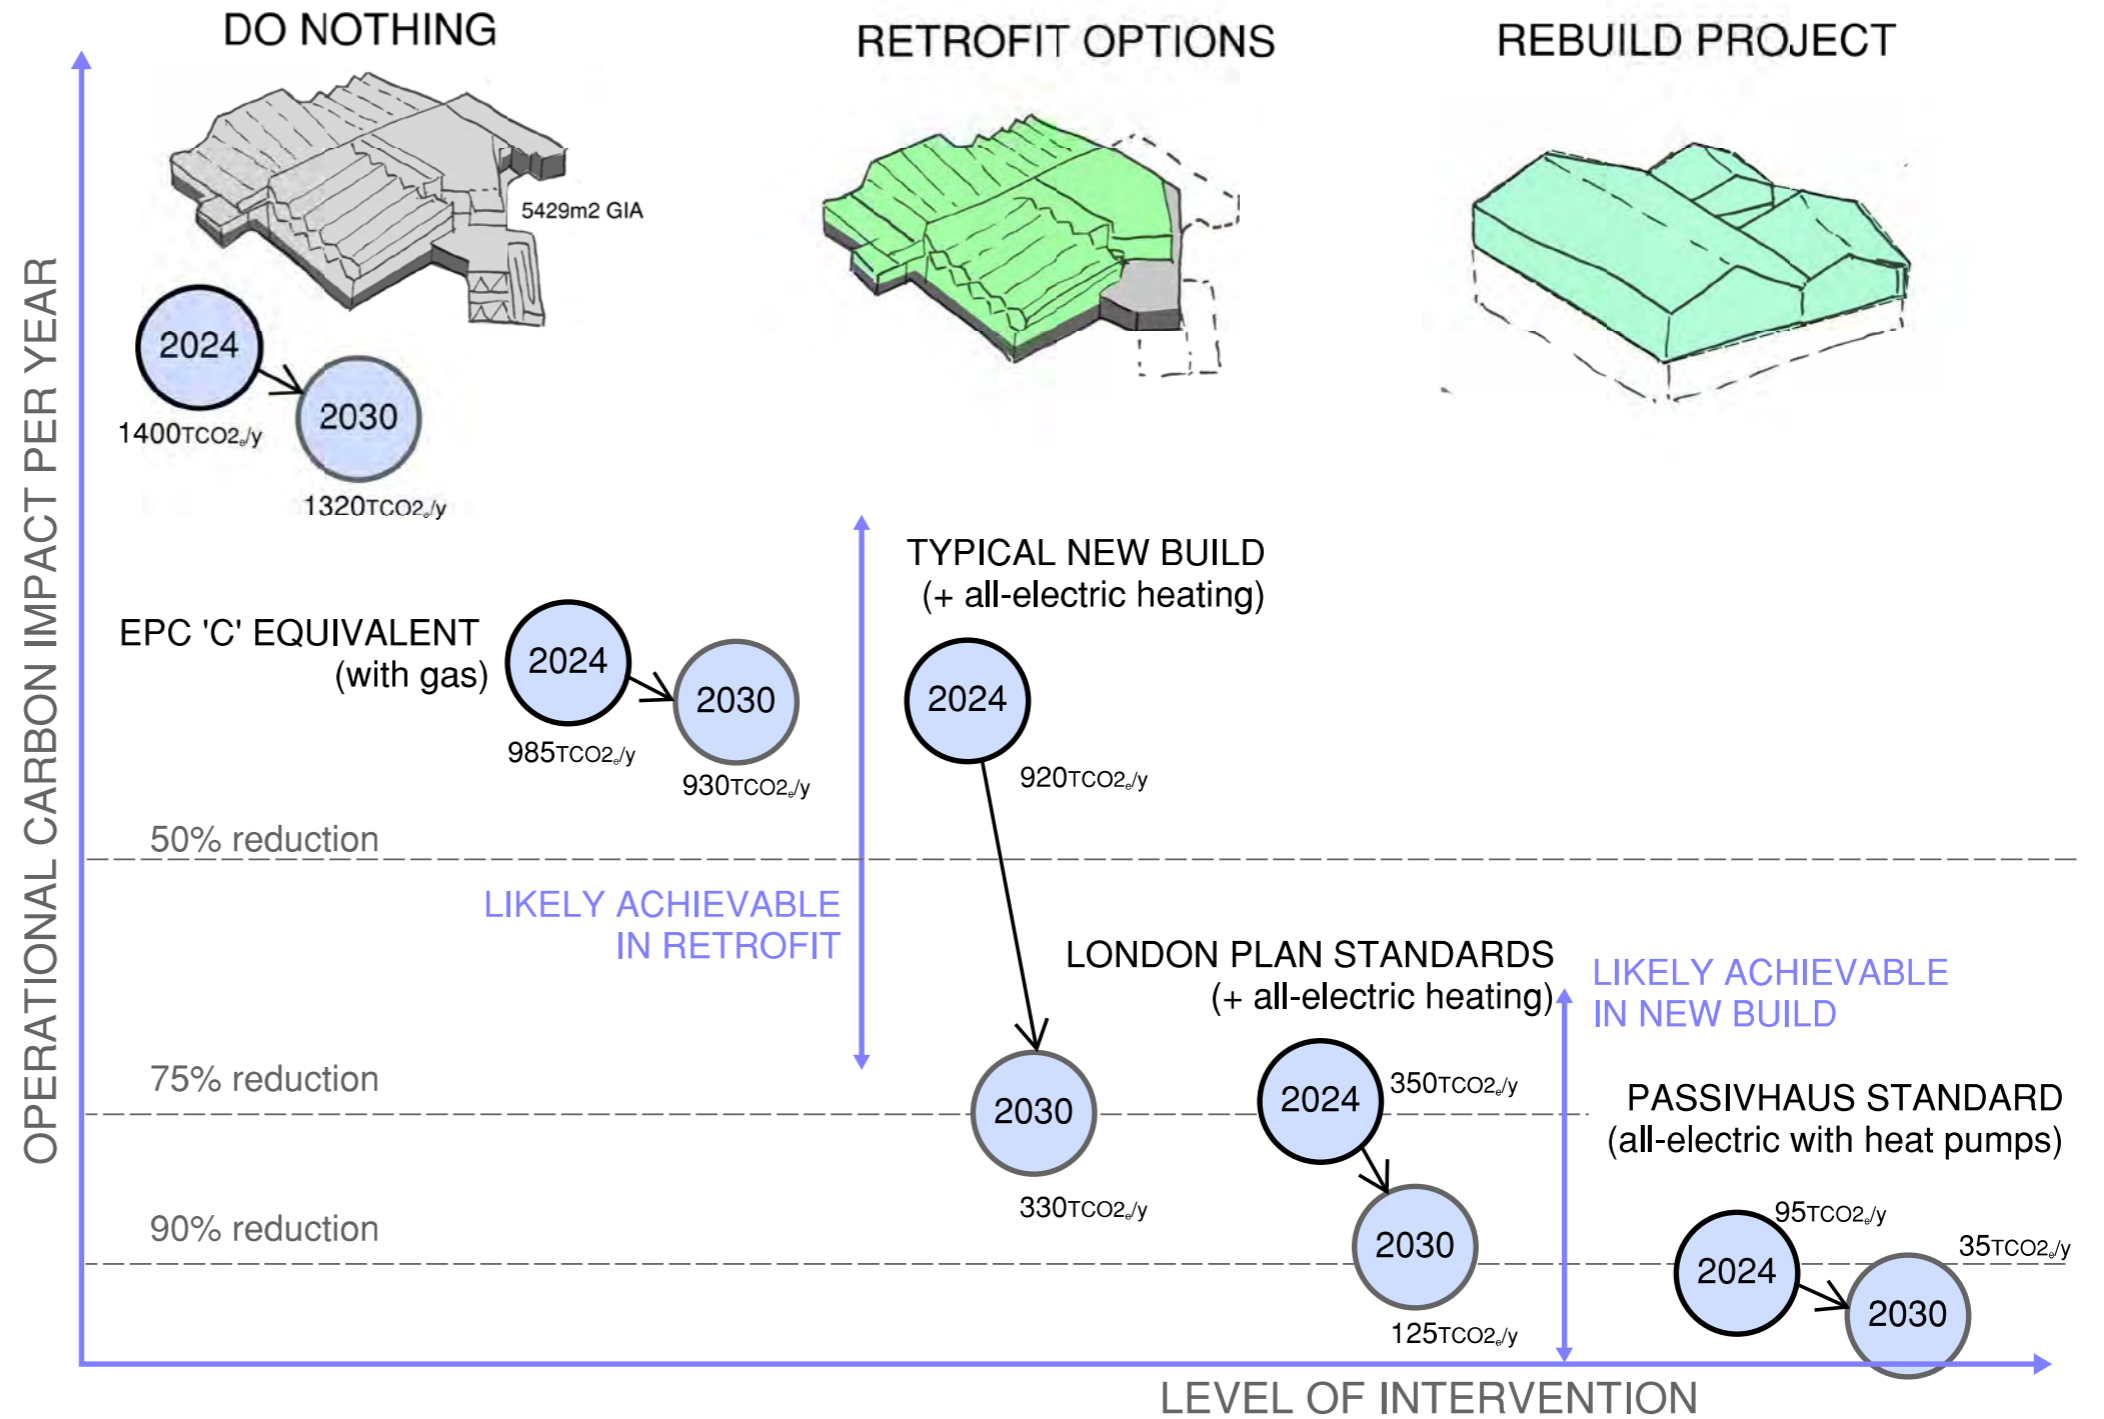 DO NOTHING
RETROFIT OPTIONS
REBUILD PROJECT
5429m2 GIA
OPERATIONAL CARBON IMPACT PER YEAR
2024
1400TCO2e/y
2030
1320TCO2e/y
EPC 'C' EQUIVALENT
(with gas)
2024
985TCO2e/y
2030
930TCO2e/y
TYPICAL NEW BUILD
(+ all-electric heating)
2024
920TCO2e/y
50% reduction
LIKELY ACHIEVABLE
IN RETROFIT
2030
330TCO2e/y
LONDON PLAN STANDARDS
(+ all-electric heating)
LIKELY ACHIEVABLE
IN NEW BUILD
75% reduction
2024
350TCO2e/y
2030
125TCO2e/y
PASSIVHAUS STANDARD
(all-electric with heat pumps)
90% reduction
2024
95TCO2e/y
2030
35TCO2e/y
LEVEL OF INTERVENTION